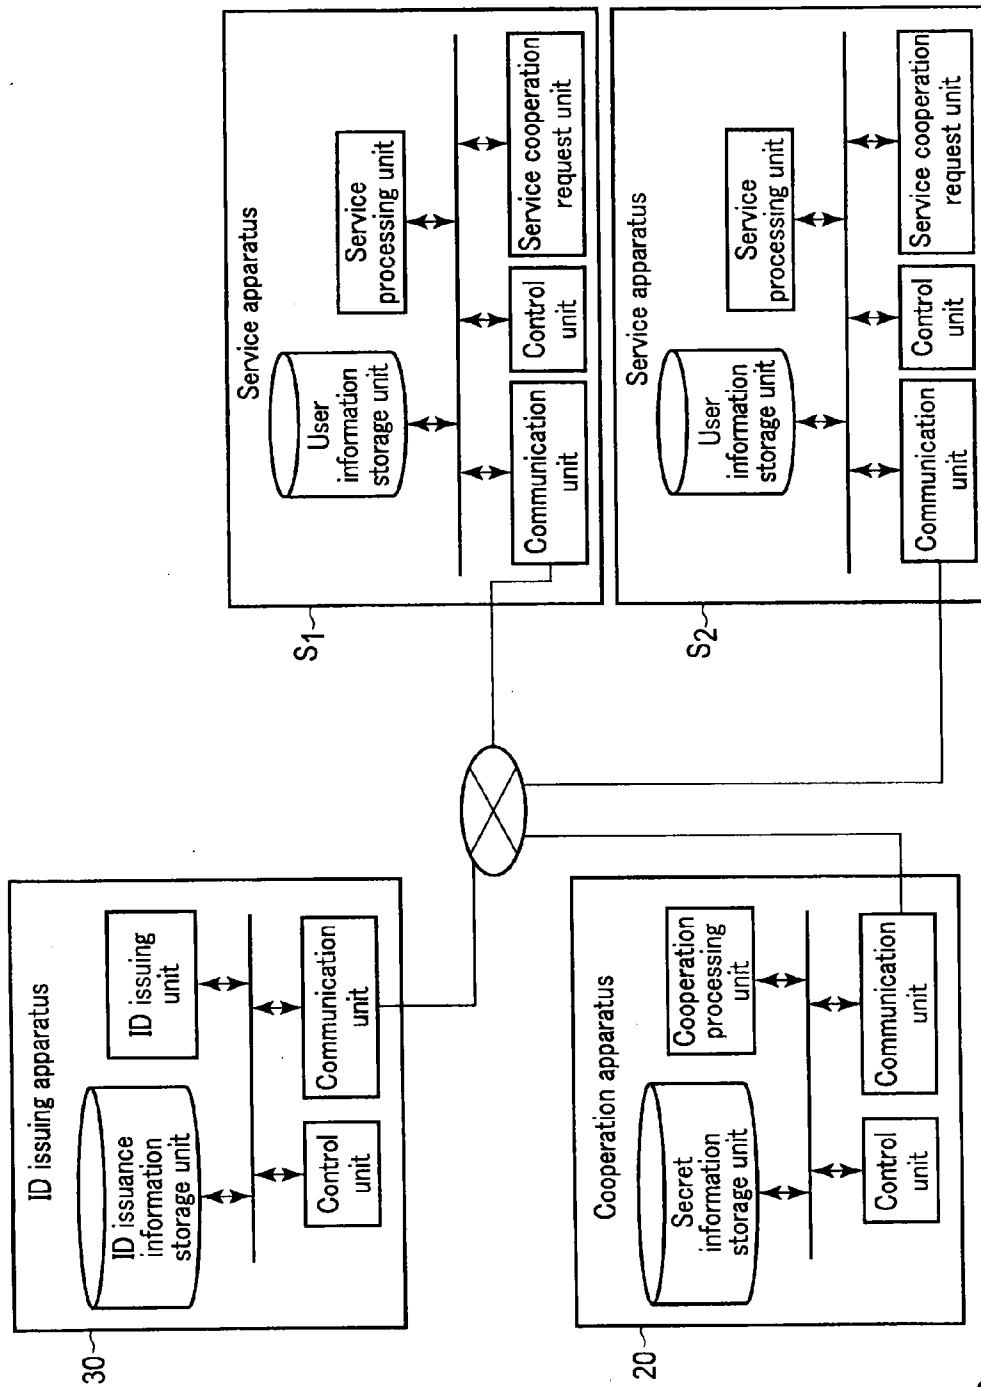 30
ID issuing apparatus
ID issuance
information
storage unit
ID issuing
unit
Control
unit
Communication
unit
20
Cooperation apparatus
Secret
information
storage unit
Cooperation
processing
unit
Control
unit
Communication
unit
S1
Service apparatus
User
information
storage unit
Service
processing unit
Communication
unit
Control
unit
Service cooperation
request unit
S2
Service apparatus
User
information
storage unit
Service
processing unit
Communication
unit
Control
unit
Service cooperation
request unit